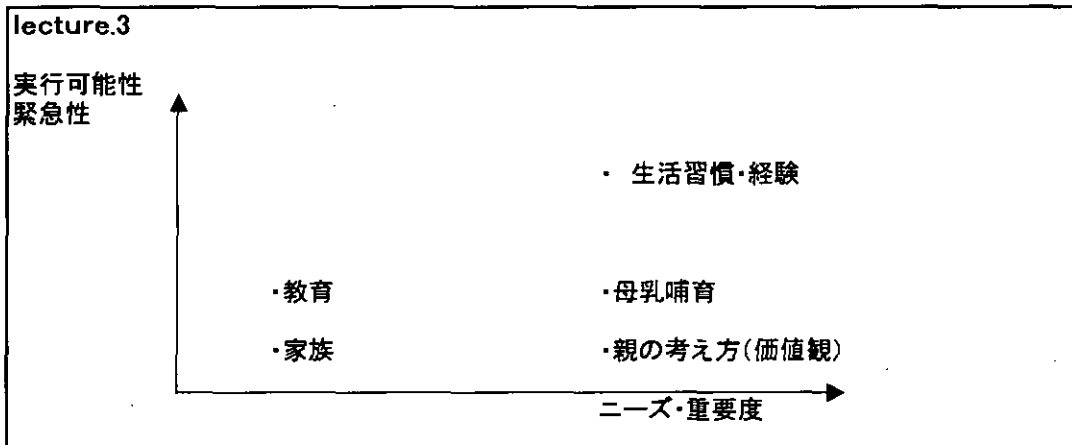 lecture.3
実行可能性
緊急性
・ 生活習慣・経験
・教育
・母乳哺育
・家族
・親の考え方(価値観)
ニーズ・重要度